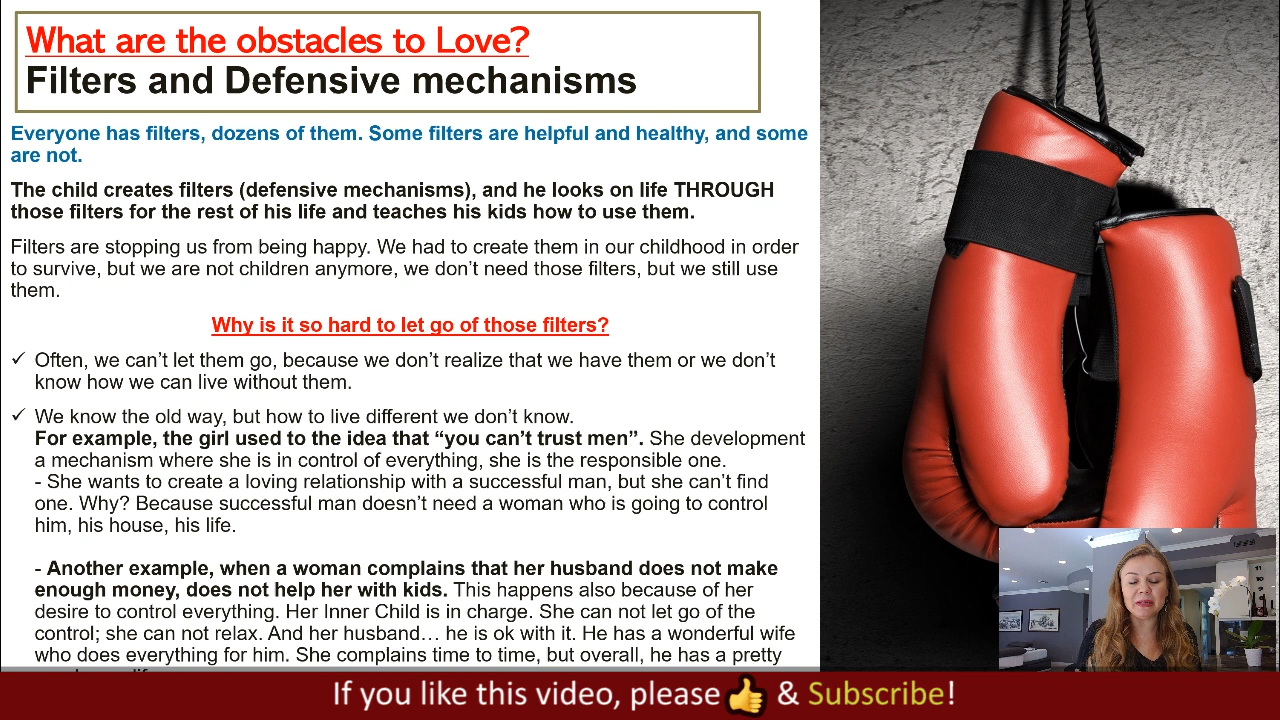 What are the obstacles to Love?
Filters and Defensive mechanisms
Everyone has filters, dozens of them. Some filters are helpful and healthy, and some
are not.
The child creates filters (defensive mechanisms), and he looks on life THROUGH
those filters for the rest of his life and teaches his kids how to use them.
Filters are stopping us from being happy. We had to create them in our childhood in order
to survive, but we are not children anymore, we don’t need those filters, but we still use
them.
Why is it so hard to let go of those filters?
✓ Often, we can’t let them go, because we don’t realize that we have them or we don’t
know how we can live without them.
✓ We know the old way, but how to live different we don’t know.
For example, the girl used to the idea that “you can’t trust men”. She development
a mechanism where she is in control of everything, she is the responsible one.
- She wants to create a loving relationship with a successful man, but she can’t find
one. Why? Because successful man doesn’t need a woman who is going to control
him, his house, his life.
- Another example, when a woman complains that her husband does not make
enough money, does not help her with kids. This happens also because of her
desire to control everything. Her Inner Child is in charge. She can not let go of the
control; she can not relax. And her husband… he is ok with it. He has a wonderful wife
who does everything for him. She complains time to time, but overall, he has a pretty
If you like this video, please 👍 & Subscribe!